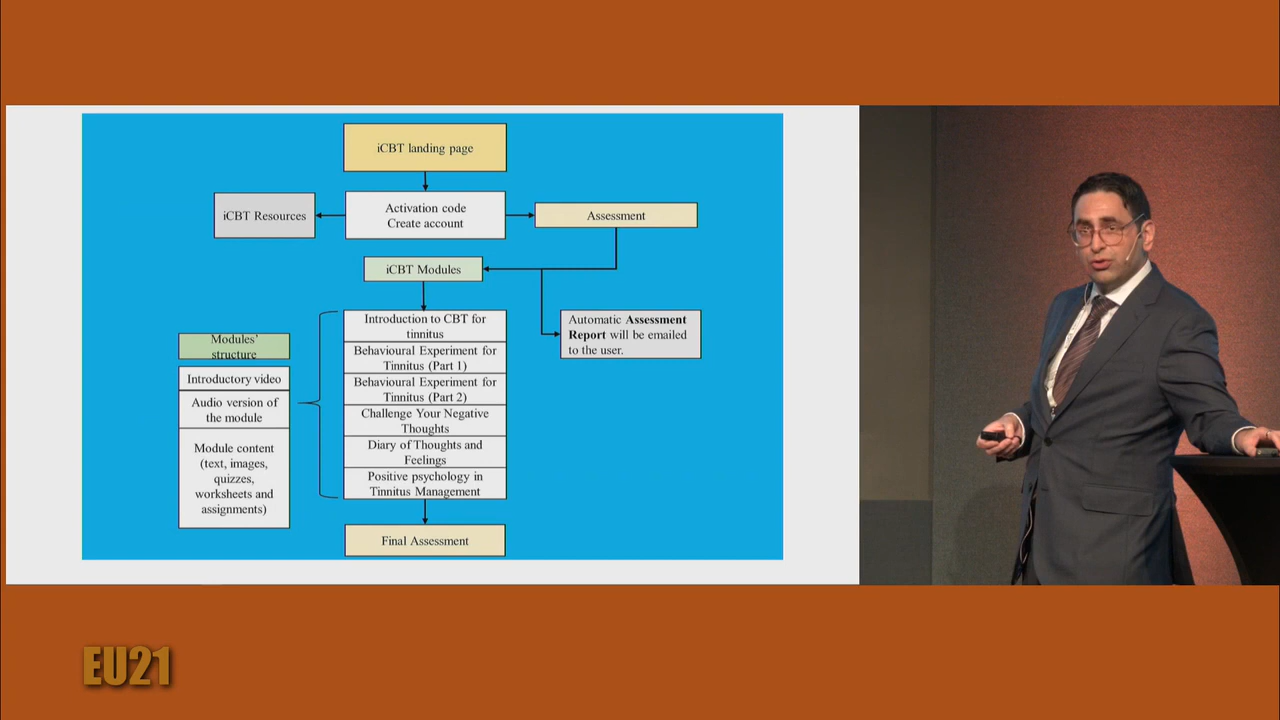 iCBT landing page
iCBT Resources
Activation code
Create account
Assessment
iCBT Modules
Automatic Assessment
Report will be emailed
to the user.
Modules'
structure
Introductory video
Audio version of
the module
Module content
(text, images,
quizzes,
worksheets and
assignments)
Introduction to CBT for
tinnitus
Behavioural Experiment for
Tinnitus (Part 1)
Behavioural Experiment for
Tinnitus (Part 2)
Challenge Your Negative
Thoughts
Diary of Thoughts and
Feelings
Positive psychology in
Tinnitus Management
Final Assessment
EU21